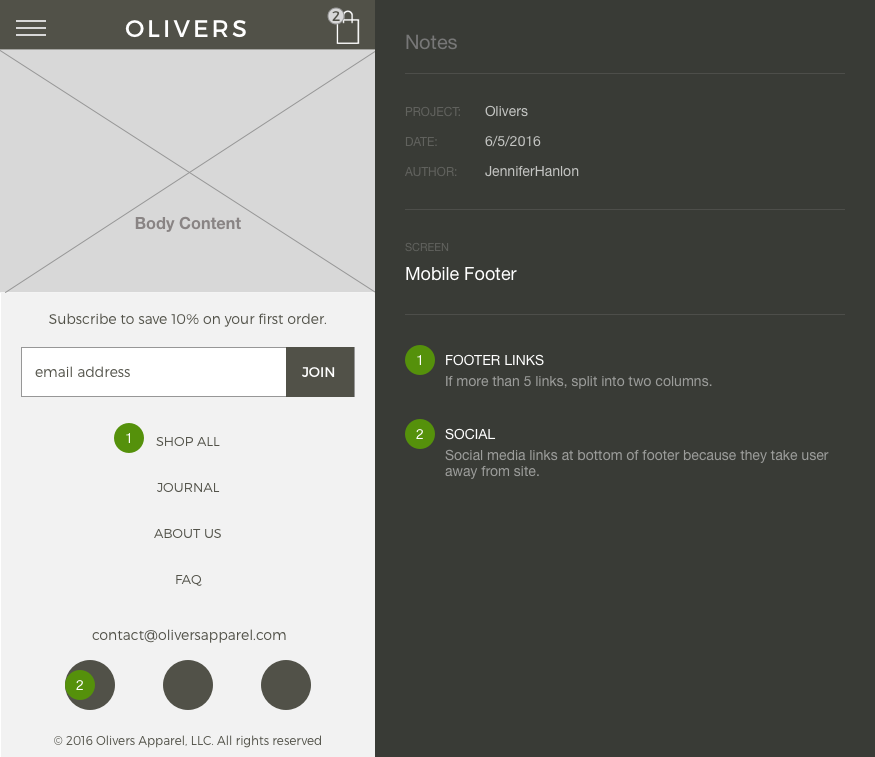 2
OLIVERS
Body Content
Subscribe to save 10% on your first order.
email address
JOIN
1
SHOP ALL
JOURNAL
ABOUT US
FAQ
contact@oliversapparel.com
2
© 2016 Olivers Apparel, LLC. All rights reserved
Notes
PROJECT: Olivers
DATE: 6/5/2016
AUTHOR: JenniferHanlon
SCREEN
Mobile Footer
1 FOOTER LINKS
If more than 5 links, split into two columns.
2 SOCIAL
Social media links at bottom of footer because they take user
away from site.